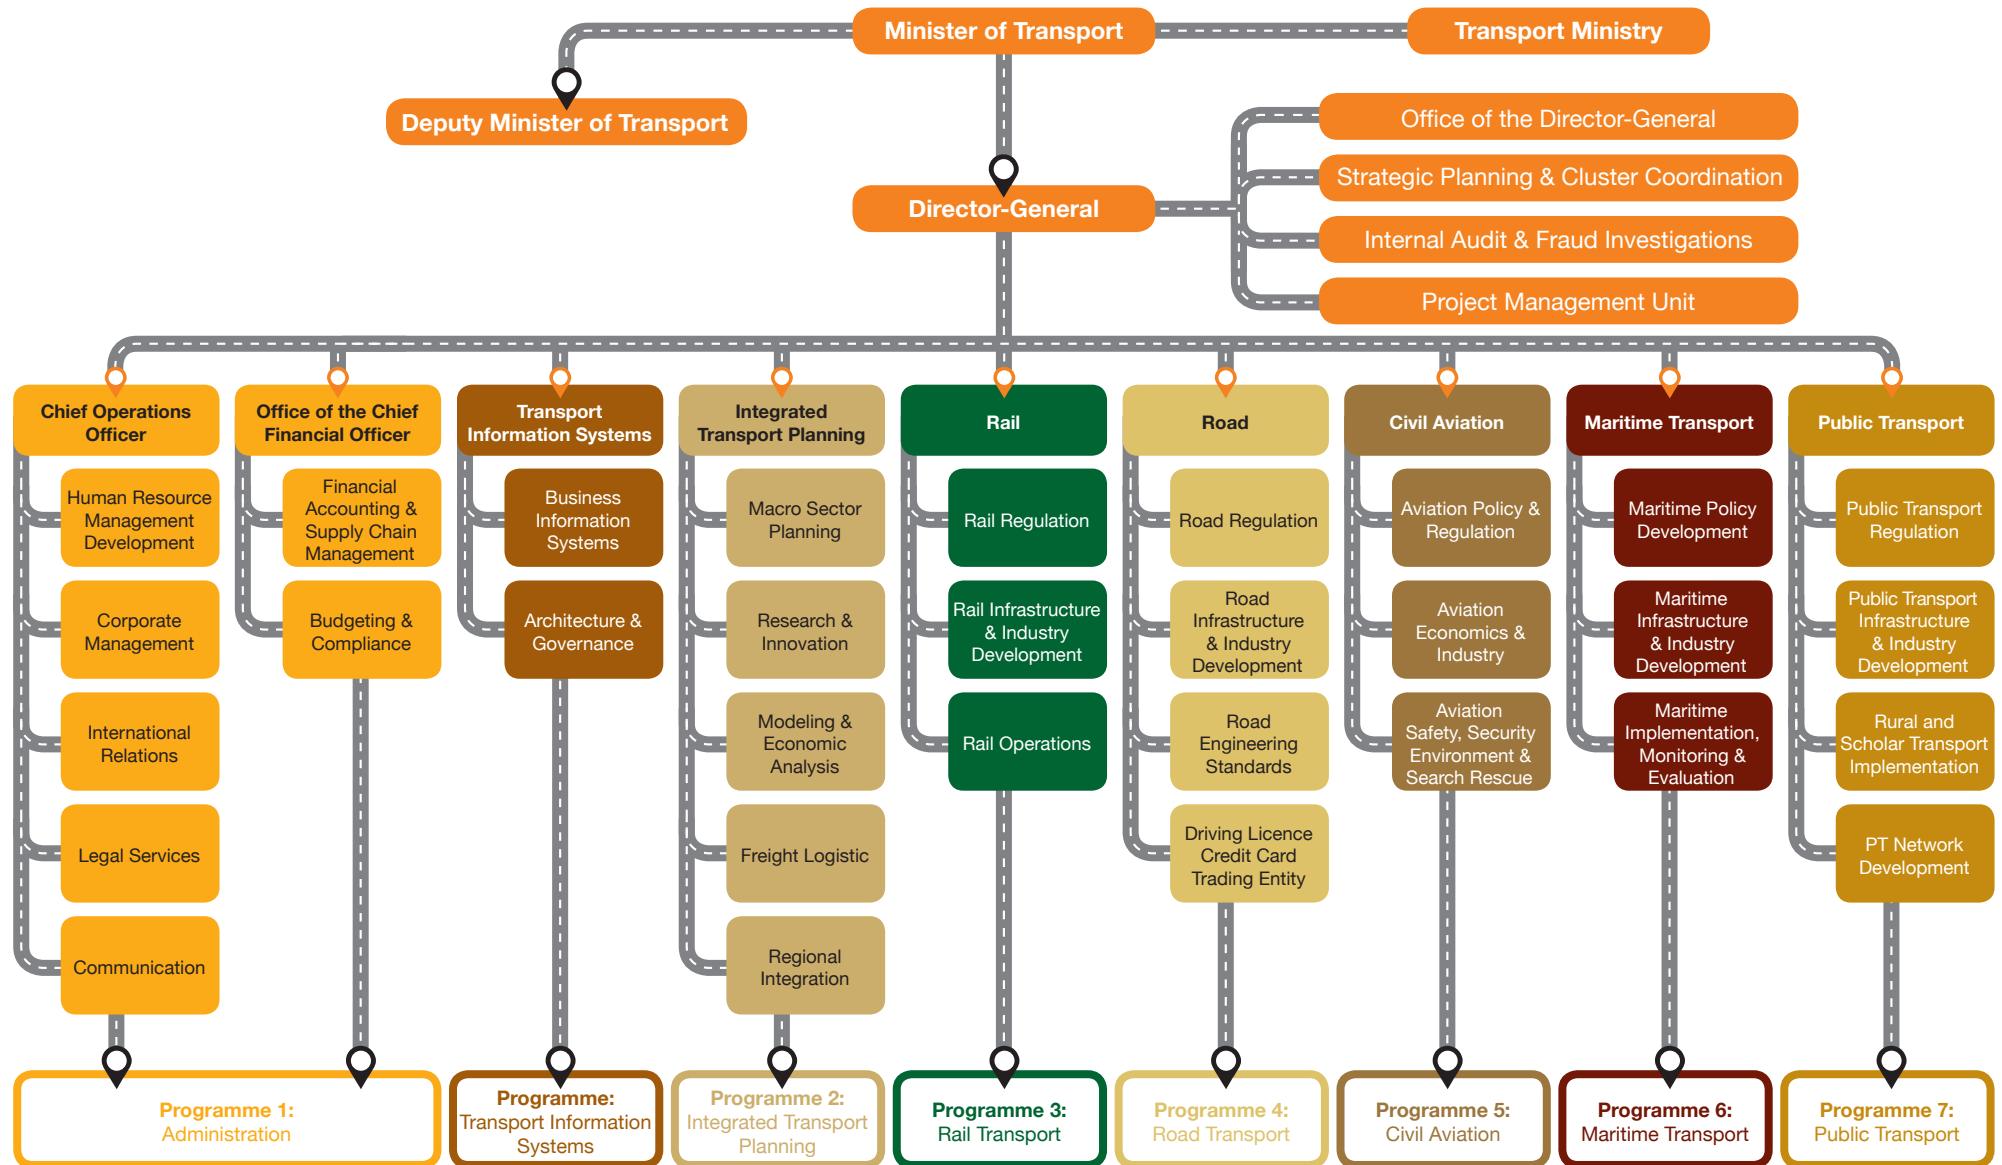 Minister of Transport
Transport Ministry
Deputy Minister of Transport
Office of the Director-General
Strategic Planning & Cluster Coordination
Director-General
Internal Audit & Fraud Investigations
Project Management Unit
Chief Operations
Officer
Human Resource
Management
Development
Corporate
Management
International
Relations
Legal Services
Communication
Office of the Chief
Financial Officer
Financial
Accounting &
Supply Chain
Management
Budgeting &
Compliance
Transport
Information Systems
Business
Information
Systems
Architecture &
Governance
Integrated
Transport Planning
Macro Sector
Planning
Research &
Innovation
Modeling &
Economic
Analysis
Freight Logistic
Regional
Integration
Rail
Rail Regulation
Rail Infrastructure
& Industry
Development
Rail Operations
Road
Road Regulation
Road
Infrastructure
& Industry
Development
Road
Engineering
Standards
Driving Licence
Credit Card
Trading Entity
Civil Aviation
Aviation Policy &
Regulation
Aviation
Economics &
Industry
Aviation
Safety, Security
Environment &
Search Rescue
Maritime Transport
Maritime Policy
Development
Maritime
Infrastructure
& Industry
Development
Maritime
Implementation,
Monitoring &
Evaluation
Public Transport
Public Transport
Regulation
Public Transport
Infrastructure
& Industry
Development
Rural and
Scholar Transport
Implementation
PT Network
Development
Programme 1:
Administration
Programme:
Transport Information
Systems
Programme 2:
Integrated Transport
Planning
Programme 3:
Rail Transport
Programme 4:
Road Transport
Programme 5:
Civil Aviation
Programme 6:
Maritime Transport
Programme 7:
Public Transport